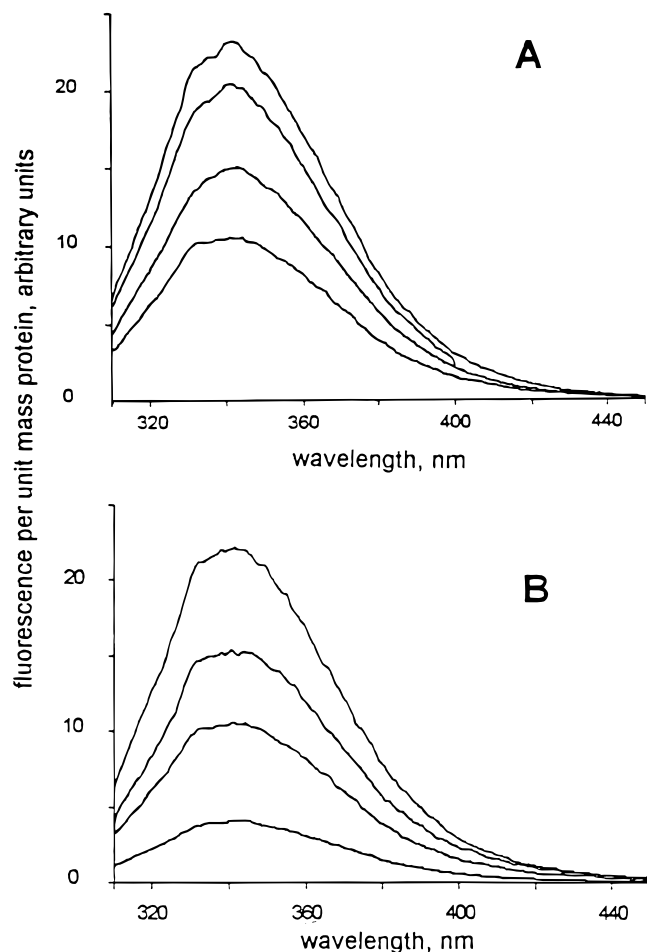 fluorescence per unit mass protein, arbitrary units
A
20
10
0
320 360 400 440
wavelength, nm
B
20
10
0
320 360 400 440
wavelength, nm